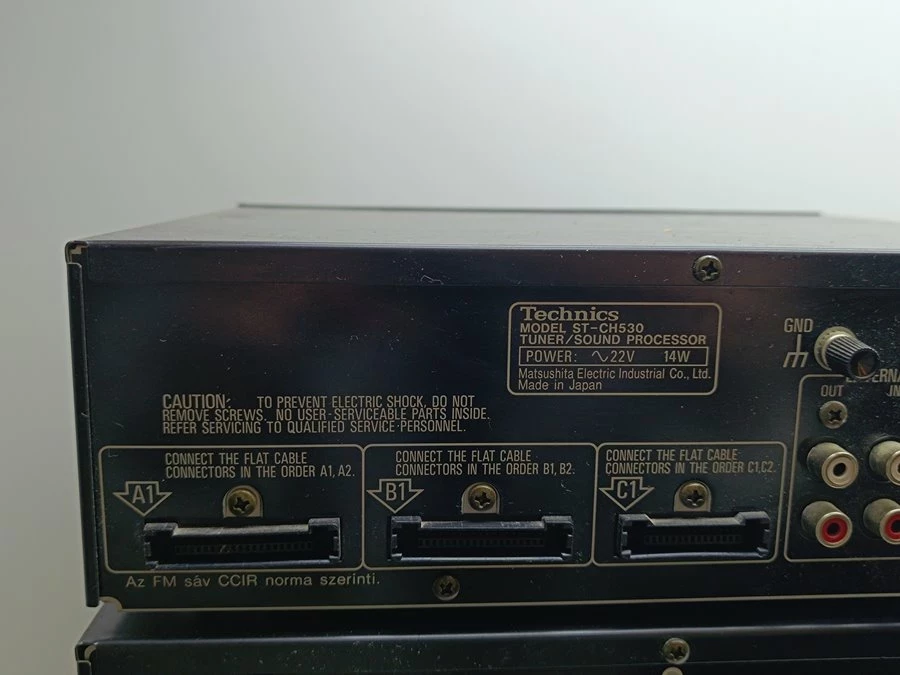 Technics
MODEL ST-CH530
TUNER/SOUND PROCESSOR
POWER: ∿22V 14W
Matsushita Electric Industrial Co., Ltd.
Made in Japan
GND
OUT
CAUTION: TO PREVENT ELECTRIC SHOCK, DO NOT
REMOVE SCREWS. NO USER-SERVICEABLE PARTS INSIDE.
REFER SERVICING TO QUALIFIED SERVICE PERSONNEL.
CONNECT THE FLAT CABLE
CONNECTORS IN THE ORDER A1, A2.
A1
CONNECT THE FLAT CABLE
CONNECTORS IN THE ORDER B1, B2.
B1
CONNECT THE FLAT CABLE
CONNECTORS IN THE ORDER C1,C2.
C1
Az FM sáv CCIR norma szerinti.